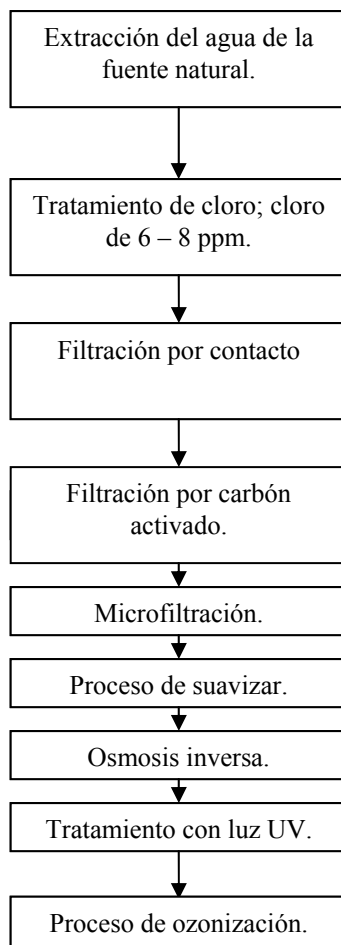 Extracción del agua de la
fuente natural.
Tratamiento de cloro; cloro
de 6 – 8 ppm.
Filtración por contacto
Filtración por carbón
activado.
Microfiltración.
Proceso de suavizar.
Osmosis inversa.
Tratamiento con luz UV.
Proceso de ozonización.